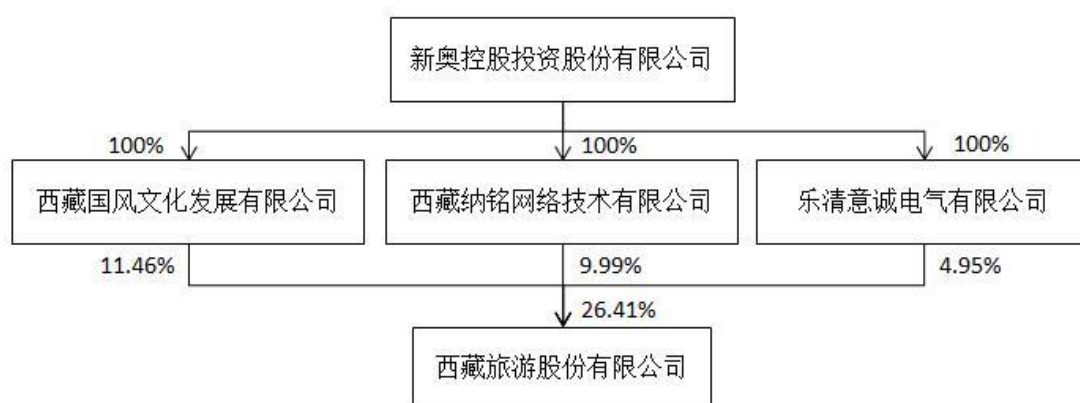 新奥控股投资股份有限公司
100%
100%
100%
西藏国风文化发展有限公司
西藏纳铭网络技术有限公司
乐清意诚电气有限公司
11.46%
9.99%
4.95%
26.41%
西藏旅游股份有限公司